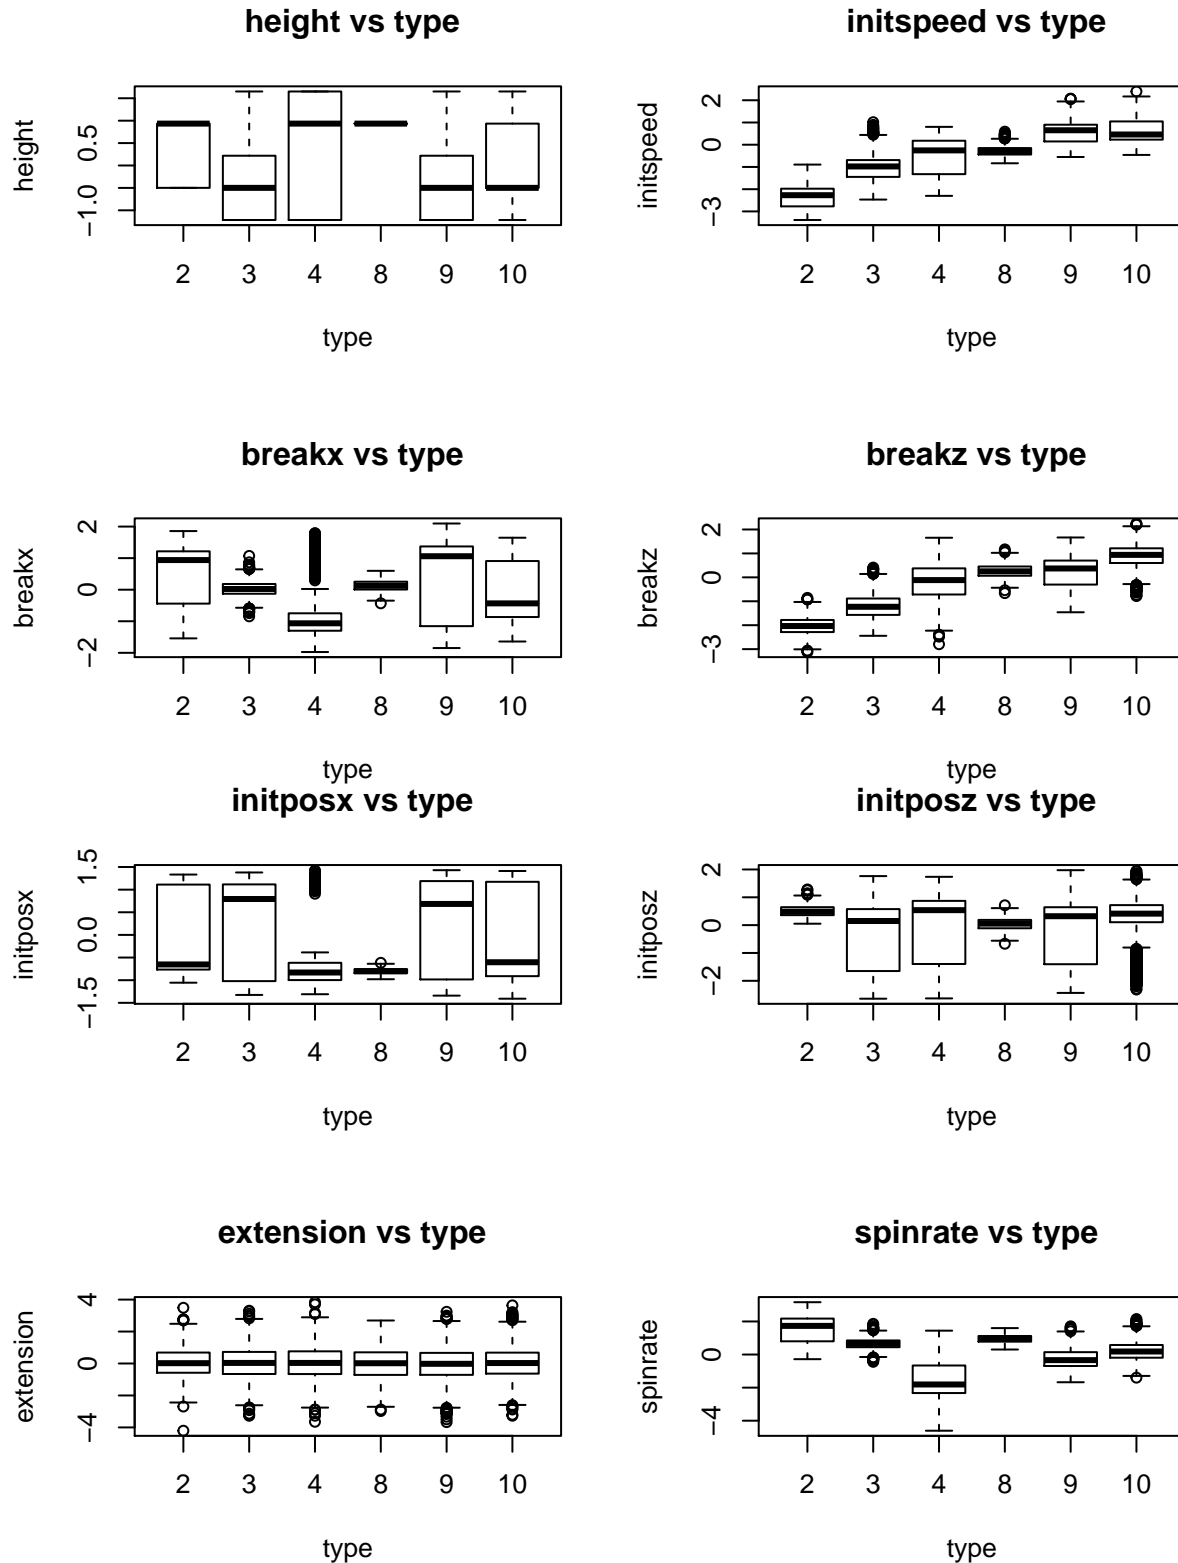 height vs type
initspeed vs type
height
0.5
−1.0
2 3 4 8 9 10
type
initspeed
2
0
−3
2 3 4 8 9 10
type
breakx vs type
breakz vs type
breakx
2
0
−2
2 3 4 8 9 10
type
breakz
2
0
−3
2 3 4 8 9 10
type
initposx vs type
initposz vs type
initposx
1.5
0.0
−1.5
2 3 4 8 9 10
type
initposz
2
0
−2
2 3 4 8 9 10
type
extension vs type
spinrate vs type
extension
4
0
−4
2 3 4 8 9 10
type
spinrate
0
−4
2 3 4 8 9 10
type